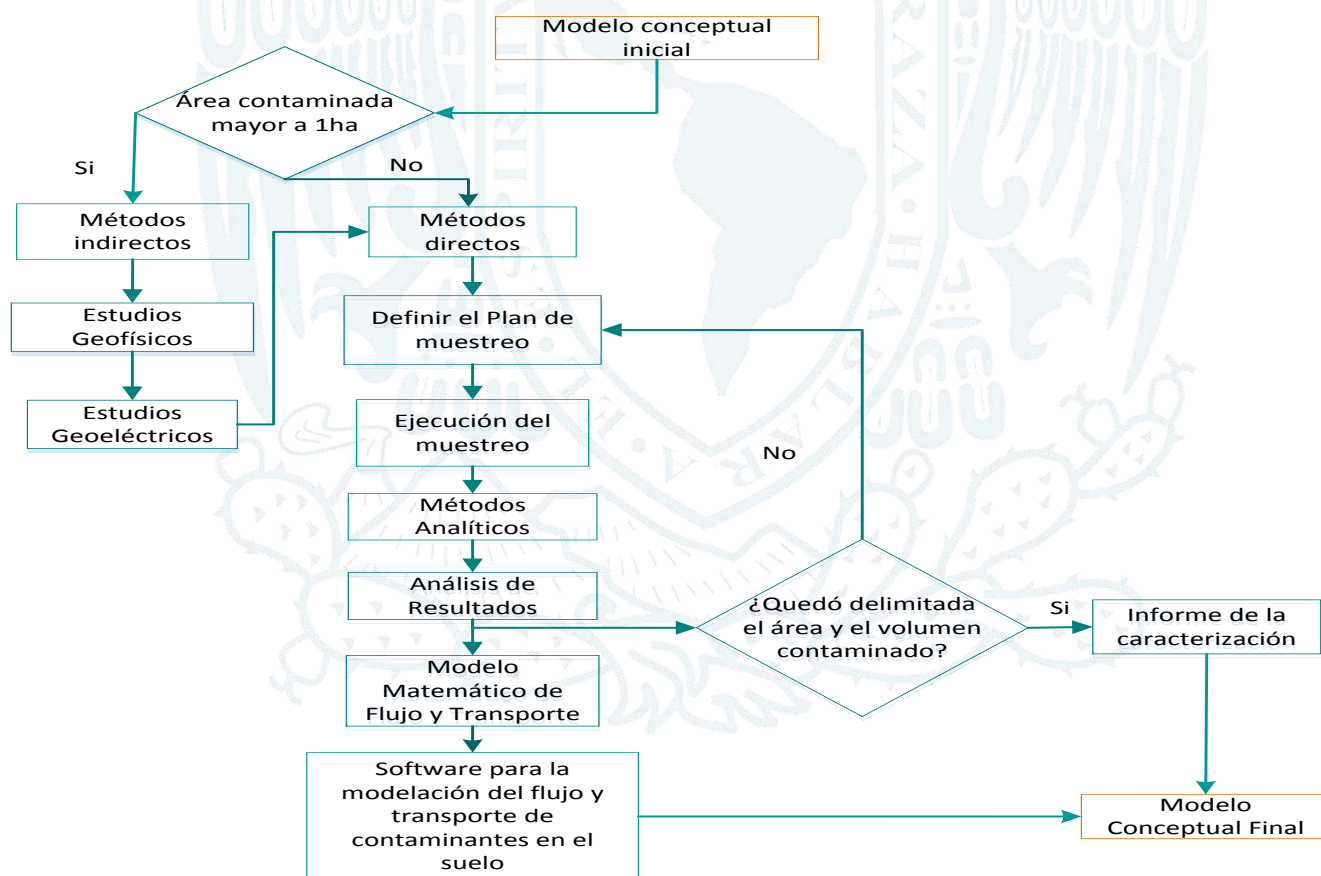 Modelo conceptual
inicial
Área contaminada
mayor a 1ha
Si
No
Métodos
indirectos
Métodos
directos
Estudios
Geofísicos
Definir el Plan de
muestreo
Estudios
Geoeléctricos
Ejecución del
muestreo
No
Métodos
Analíticos
Análisis de
Resultados
¿Quedó delimitada
el área y el volumen
contaminado?
Si
Informe de la
caracterización
Modelo
Matemático de
Flujo y Transporte
Software para la
modelación del flujo y
transporte de
contaminantes en el
suelo
Modelo
Conceptual Final